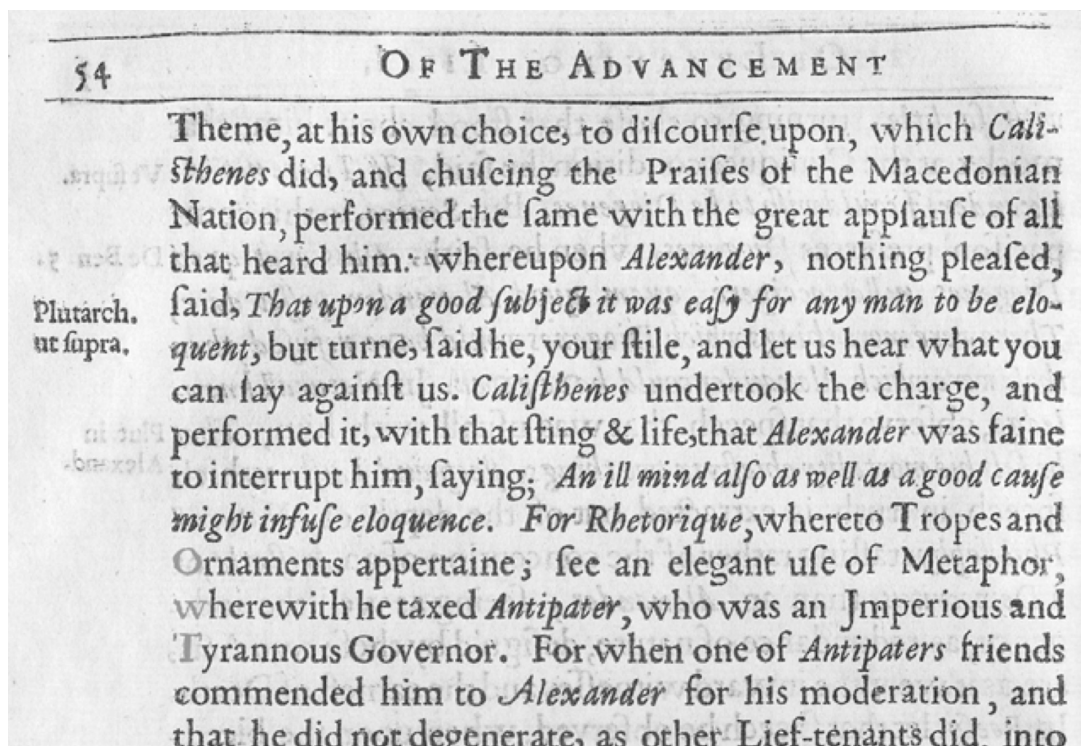 54 OF THE ADVANCEMENT
Theme, at his own choice, to diſcourſe upon, which Cali-
ſthenes did, and chuſeing the Praiſes of the Macedonian
Nation, performed the ſame with the great applauſe of all
that heard him: whereupon Alexander, nothing pleaſed,
ſaid, That upon a good ſubject it was eaſy for any man to be elo-
Plutarch.
ut ſupra.
quent, but turne, ſaid he, your ſtile, and let us hear what you
can ſay againſt us. Caliſthenes undertook the charge, and
performed it, with that ſting & life, that Alexander was faine
to interrupt him, ſaying; An ill mind alſo as well as a good cauſe
might infuſe eloquence. For Rhetorique, whereto Tropes and
Ornaments appertaine; ſee an elegant uſe of Metaphor,
wherewith he taxed Antipater, who was an Jmperious and
Tyrannous Governor. For when one of Antipaters friends
commended him to Alexander for his moderation, and
that he did not degenerate, as other Lief-tenants did, into